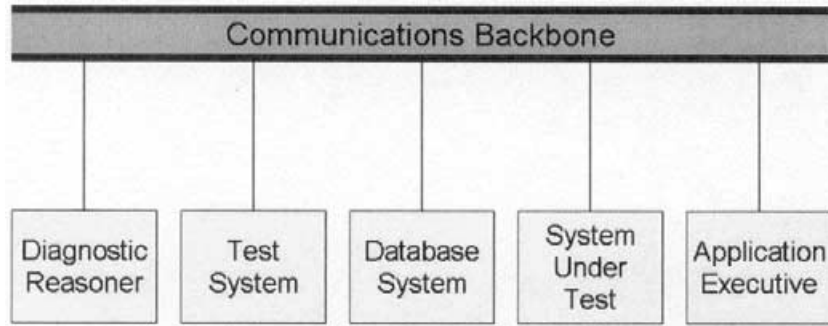 Communications Backbone
Diagnostic
Reasoner
Test
System
Database
System
System
Under
Test
Application
Executive